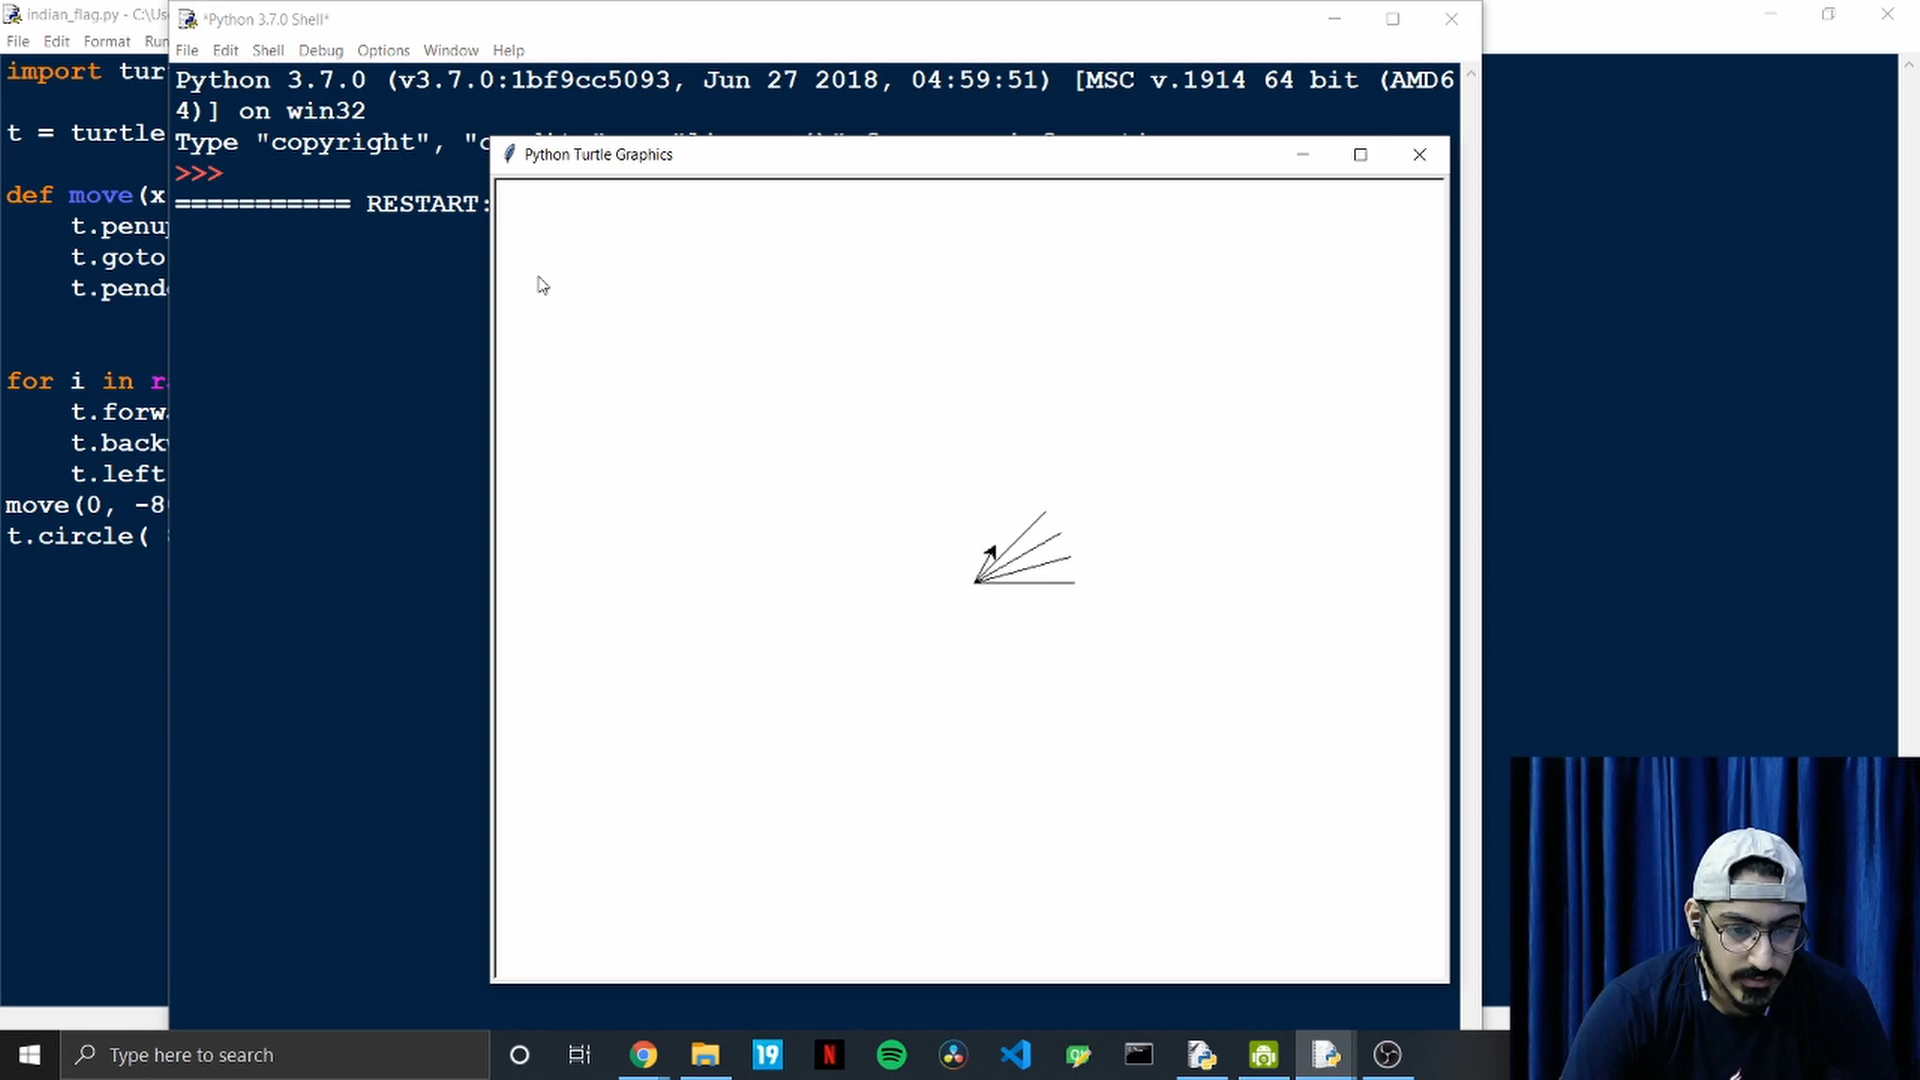 indian_flag.py - C:\Us
File Edit Format Run
import tur
t = turtle
def move(x
t.penu
t.goto
t.pend
for i in r
t.forw
t.back
t.left
move(0, -8
t.circle(
*Python 3.7.0 Shell*
File Edit Shell Debug Options Window Help
Python 3.7.0 (v3.7.0:1bf9cc5093, Jun 27 2018, 04:59:51) [MSC v.1914 64 bit (AMD6
4)] on win32
Type "copyright", "c
>>>
=========== RESTART:
Python Turtle Graphics
Type here to search
19
N